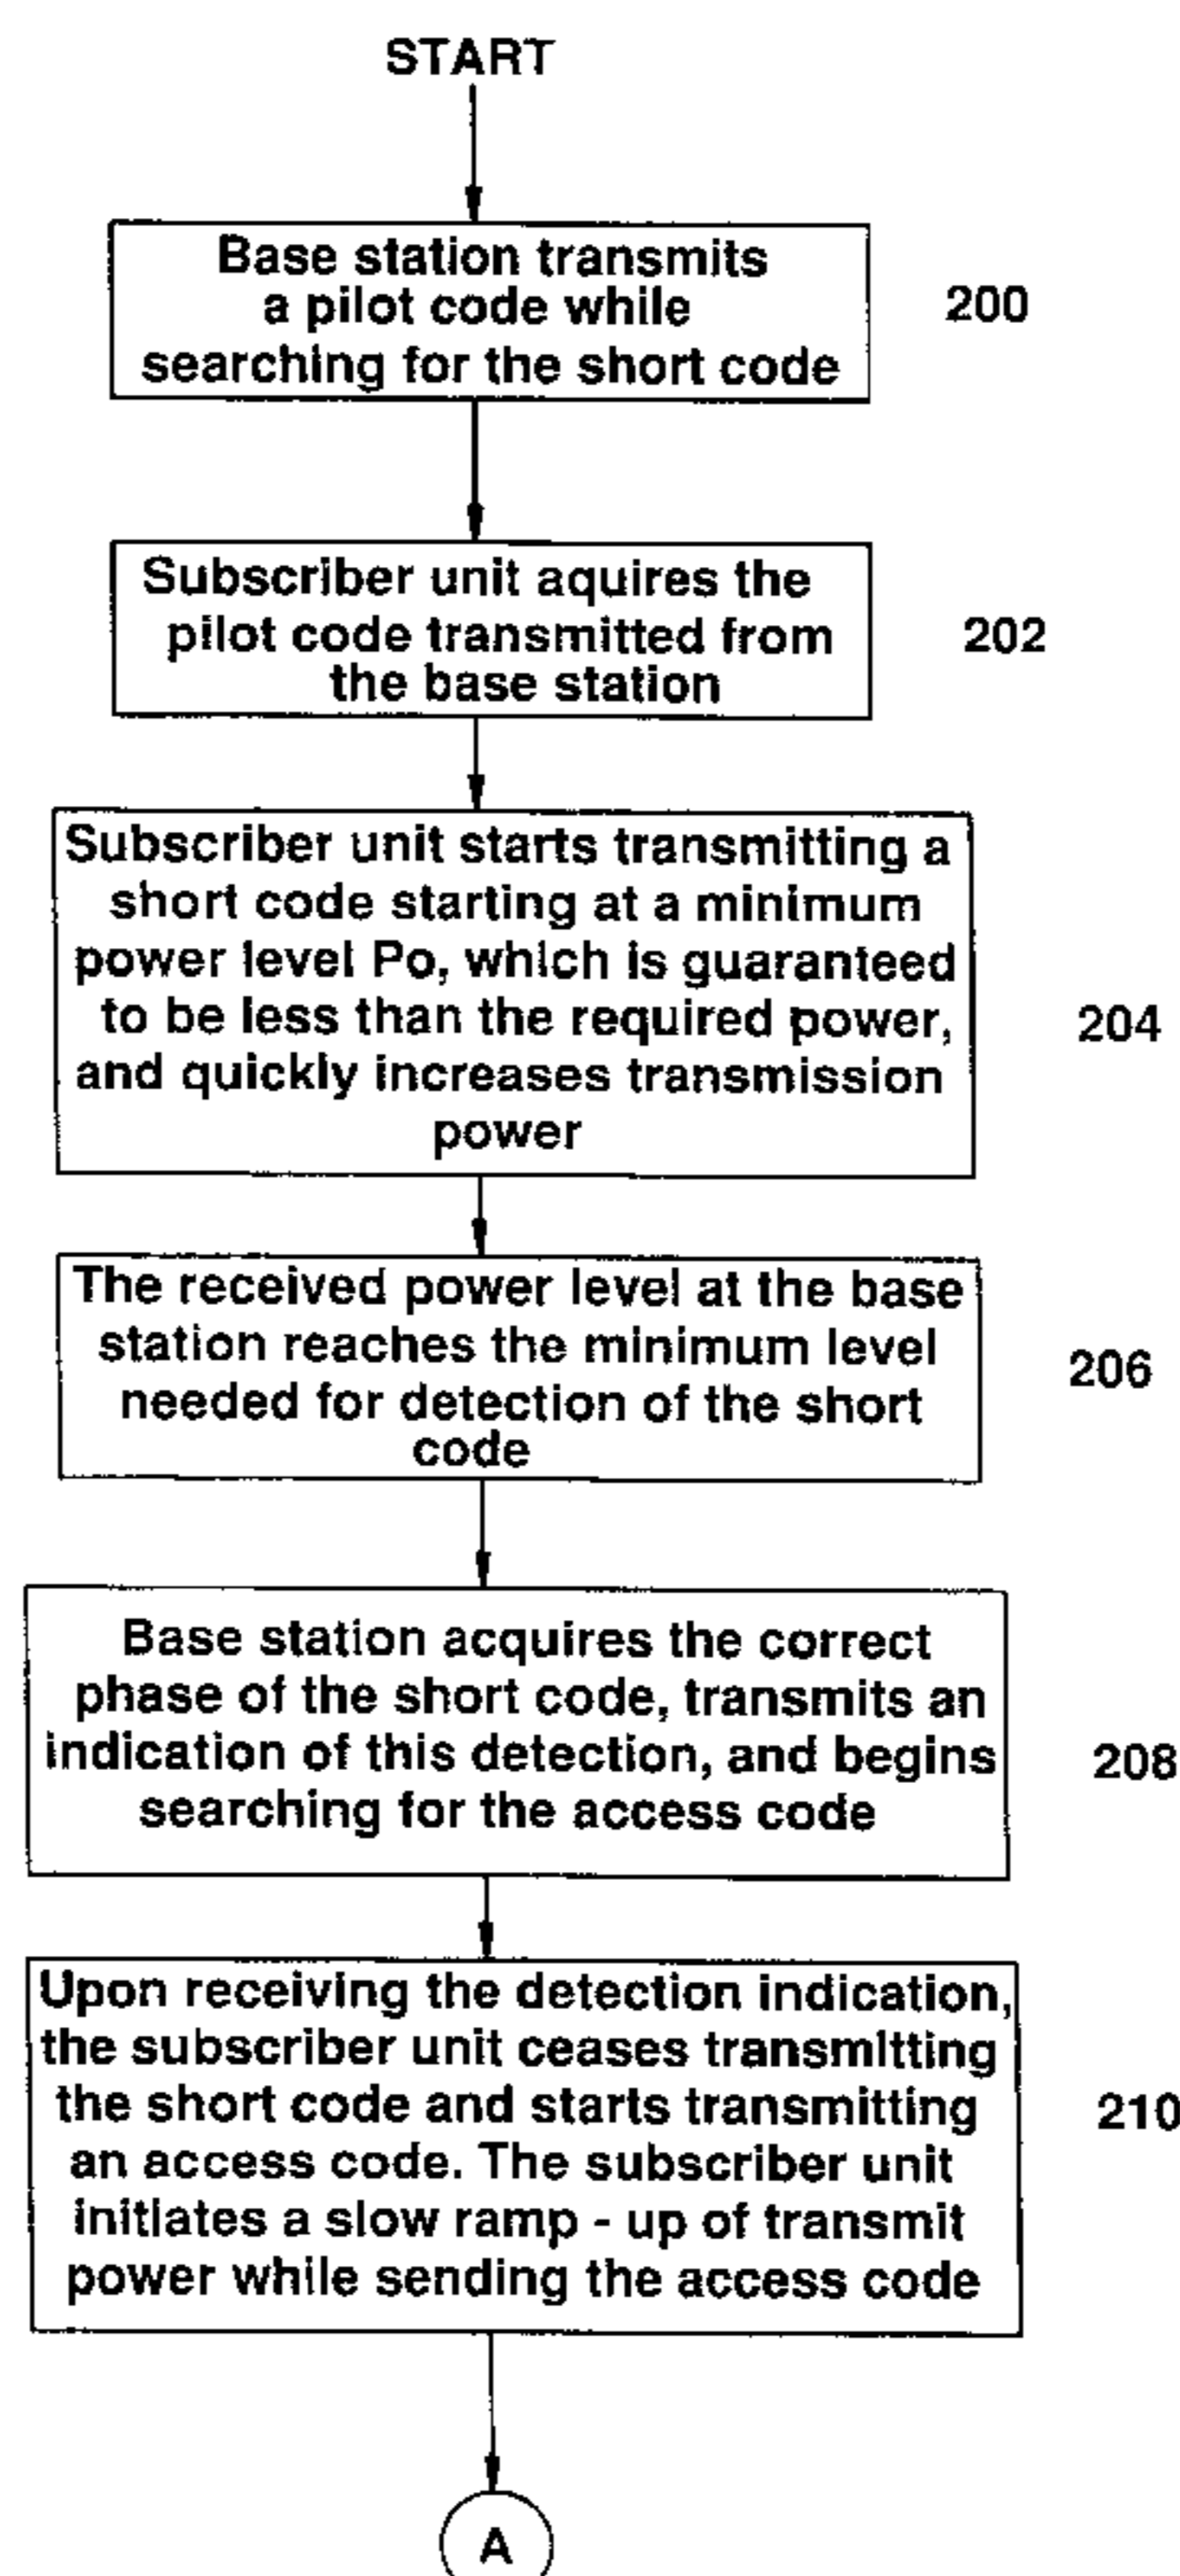 START
Base station transmits
a pilot code while
searching for the short code
200
Subscriber unit aquires the
pilot code transmitted from
the base station
202
Subscriber unit starts transmitting a
short code starting at a minimum
power level Po, which is guaranteed
to be less than the required power,
and quickly increases transmission
power
204
The received power level at the base
station reaches the minimum level
needed for detection of the short
code
206
Base station acquires the correct
phase of the short code, transmits an
indication of this detection, and begins
searching for the access code
208
Upon receiving the detection indication,
the subscriber unit ceases transmitting
the short code and starts transmitting
an access code. The subscriber unit
initiates a slow ramp - up of transmit
power while sending the access code
210
A